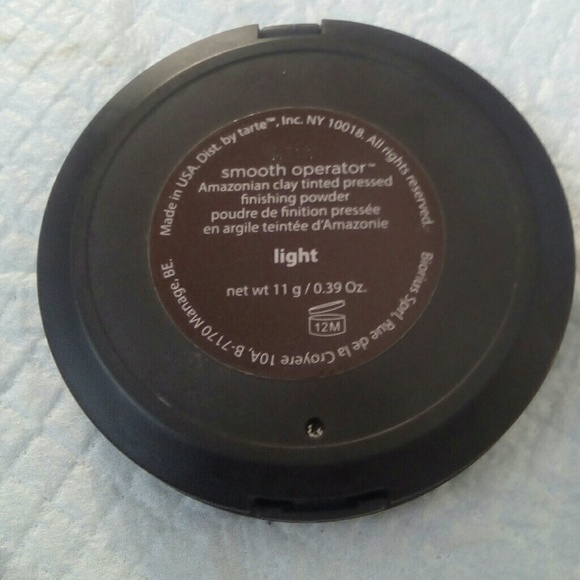 Made in USA. Dist. by tarte™, Inc. NY 10018. All rights reserved.
smooth operator™
Amazonian clay tinted pressed
finishing powder
poudre de finition pressée
en argile teintée d'Amazonie
light
net wt 11 g / 0.39 Oz.
12M
Biorius Sprl, Rue de la Croyere 10A, B-7170 Manage, BE.